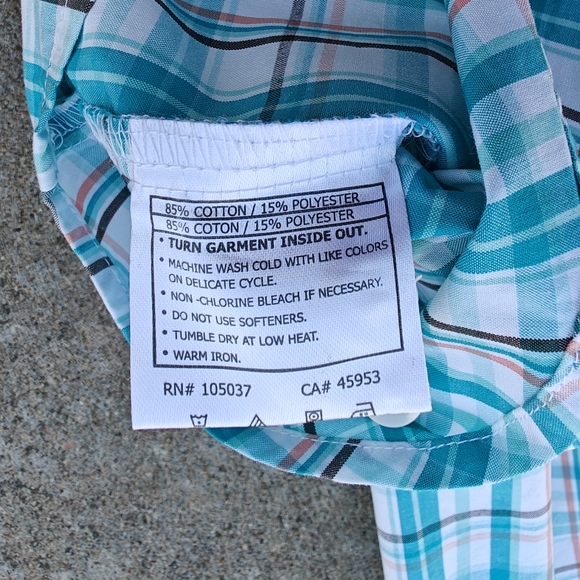 85% COTTON / 15% POLYESTER
85% COTON / 15% POLYESTER
• TURN GARMENT INSIDE OUT.
• MACHINE WASH COLD WITH LIKE COLORS
ON DELICATE CYCLE.
• NON -CHLORINE BLEACH IF NECESSARY.
• DO NOT USE SOFTENERS.
• TUMBLE DRY AT LOW HEAT.
• WARM IRON.
RN# 105037 CA# 45953